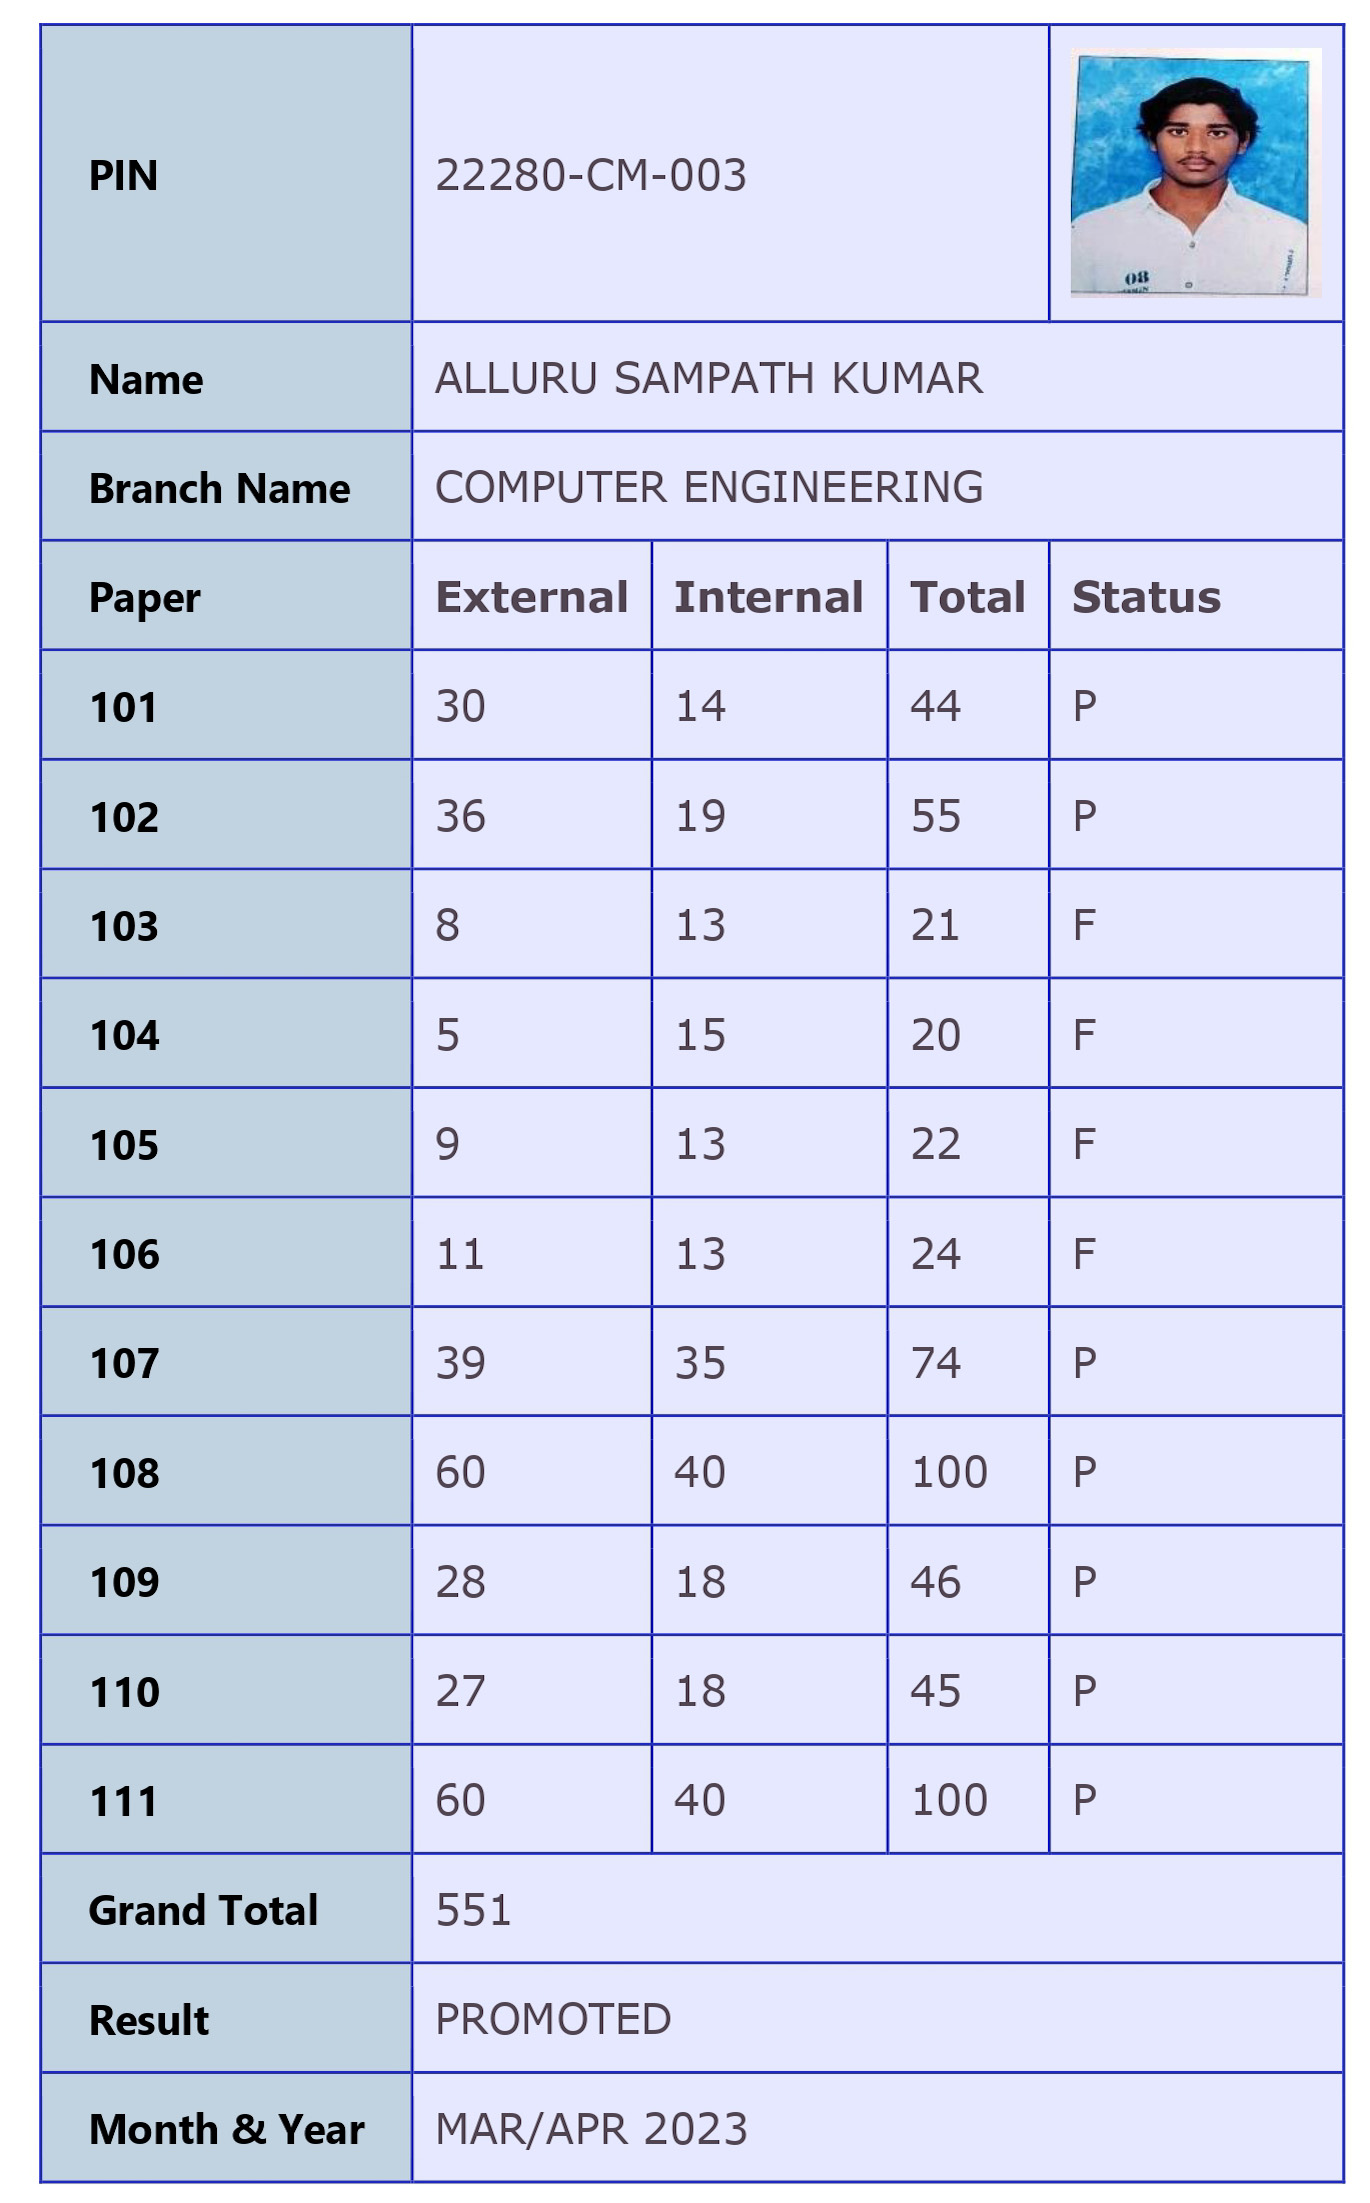 PIN 22280-CM-003
08
Name ALLURU SAMPATH KUMAR
Branch Name COMPUTER ENGINEERING
Paper External Internal Total Status
101 30 14 44 P
102 36 19 55 P
103 8 13 21 F
104 5 15 20 F
105 9 13 22 F
106 11 13 24 F
107 39 35 74 P
108 60 40 100 P
109 28 18 46 P
110 27 18 45 P
111 60 40 100 P
Grand Total 551
Result PROMOTED
Month & Year MAR/APR 2023